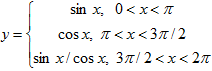 y = { sin x, 0 < x < π
cos x, π < x < 3π / 2
sin x / cos x, 3π / 2 < x < 2π